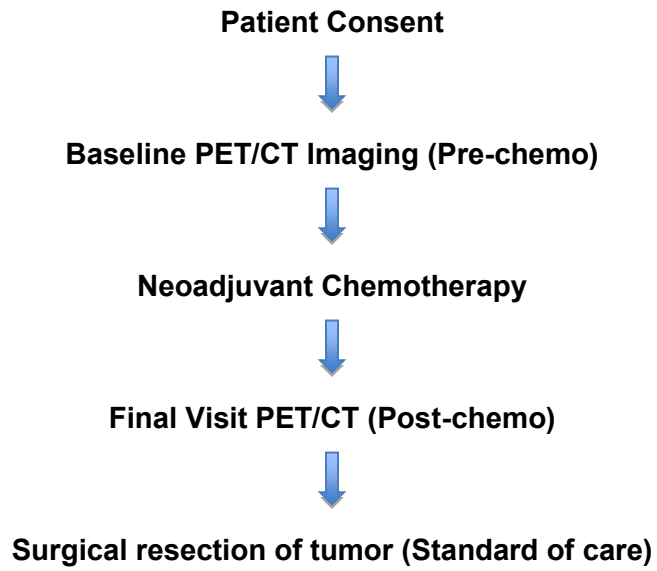 Patient Consent
Baseline PET/CT Imaging (Pre-chemo)
Neoadjuvant Chemotherapy
Final Visit PET/CT (Post-chemo)
Surgical resection of tumor (Standard of care)